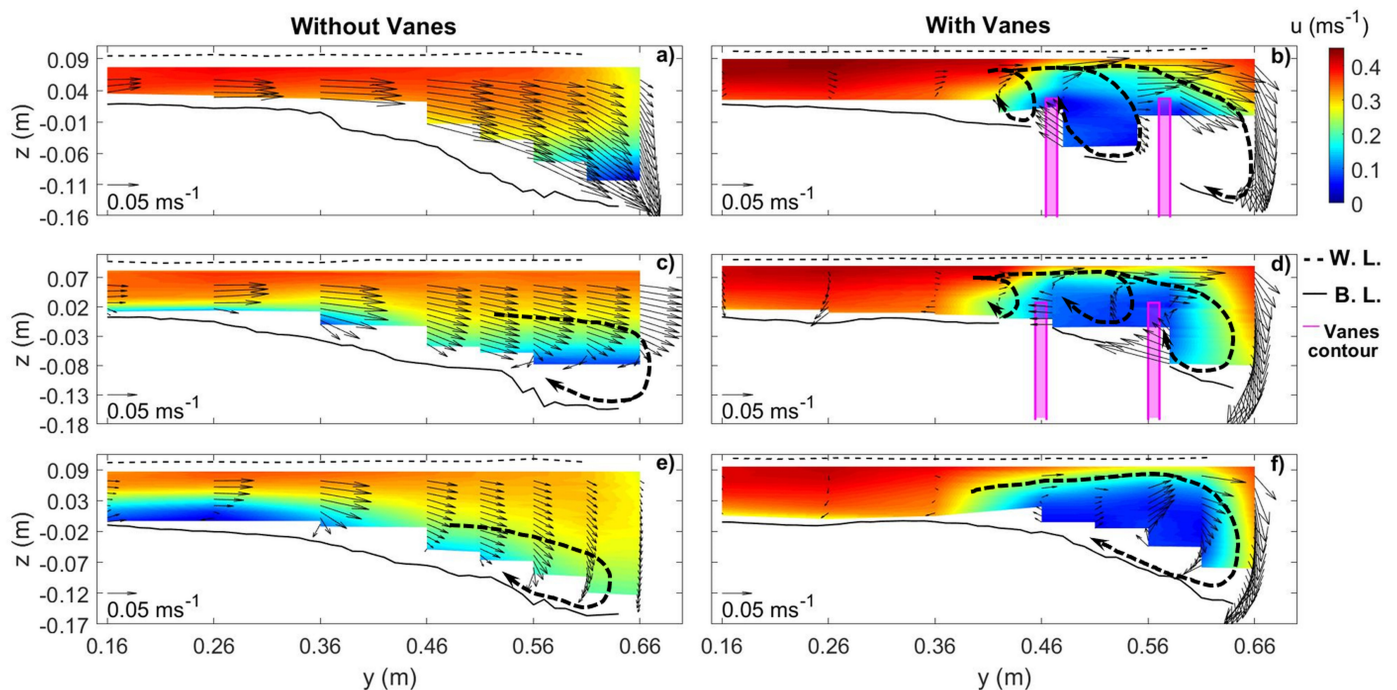 Without Vanes
With Vanes
u (ms-1)
a)
b)
z (m)
0.09
0.04
-0.01
-0.06
-0.11
-0.16
0.05 ms-1
0.05 ms-1
0.4
0.3
0.2
0.1
0
c)
d)
z (m)
0.07
0.02
-0.03
-0.08
-0.13
-0.18
0.05 ms-1
0.05 ms-1
W. L.
B. L.
Vanes
contour
e)
f)
z (m)
0.09
0.03
-0.02
-0.07
-0.12
-0.17
0.05 ms-1
0.05 ms-1
0.16 0.26 0.36 0.46 0.56 0.66
0.16 0.26 0.36 0.46 0.56 0.66
y (m)
y (m)